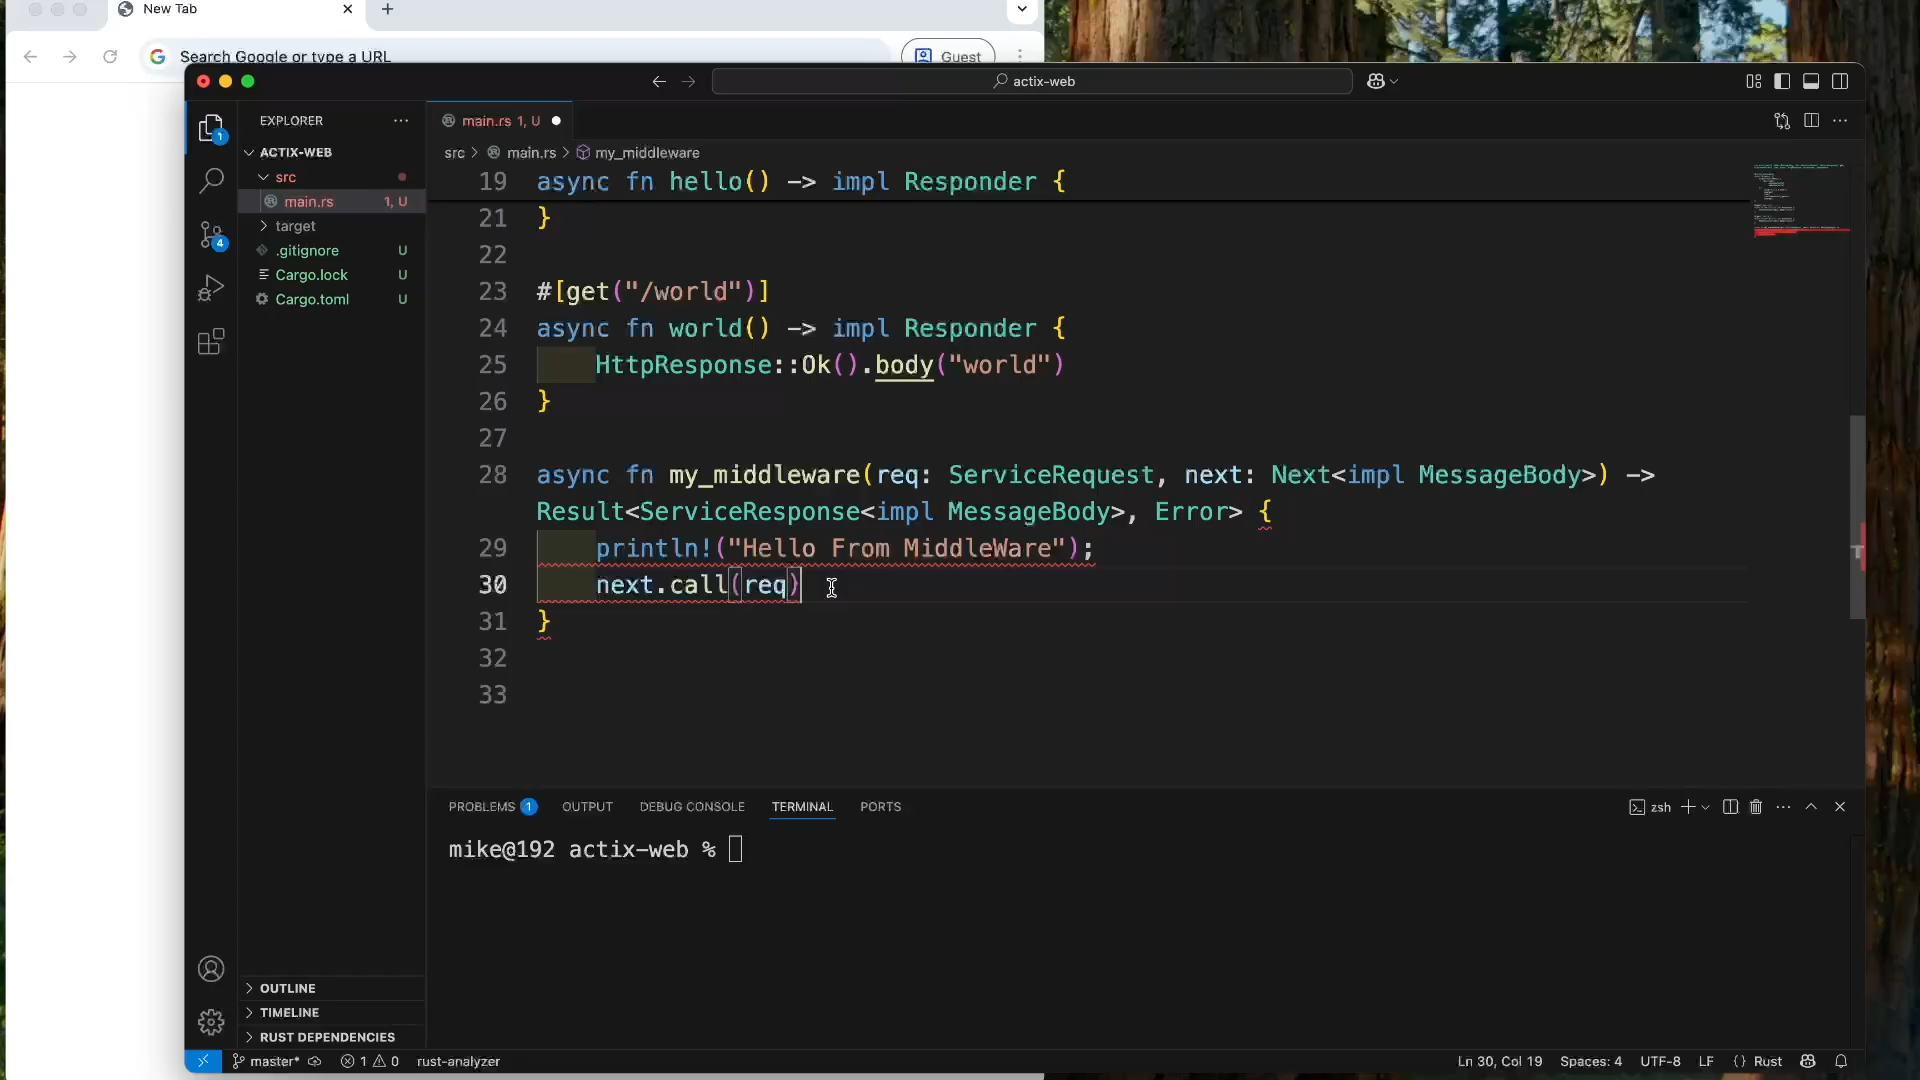 New Tab
Search Google or type a URL
Guest
actix-web
EXPLORER
ACTIX-WEB
src
main.rs 1, U
target
.gitignore U
Cargo.lock U
Cargo.toml U
OUTLINE
TIMELINE
RUST DEPENDENCIES
1
4
main.rs 1, U
src > main.rs > my_middleware
19 async fn hello() -> impl Responder {
21 }
22
23 #[get("/world")]
24 async fn world() -> impl Responder {
25 HttpResponse::Ok().body("world")
26 }
27
28 async fn my_middleware(req: ServiceRequest, next: Next<impl MessageBody>) ->
Result<ServiceResponse<impl MessageBody>, Error> {
29 println!("Hello From MiddleWare");
30 next.call(req)
31 }
32
33
PROBLEMS 1 OUTPUT DEBUG CONSOLE TERMINAL PORTS
zsh
mike@192 actix-web %
master* 1 0 rust-analyzer
Ln 30, Col 19 Spaces: 4 UTF-8 LF {} Rust